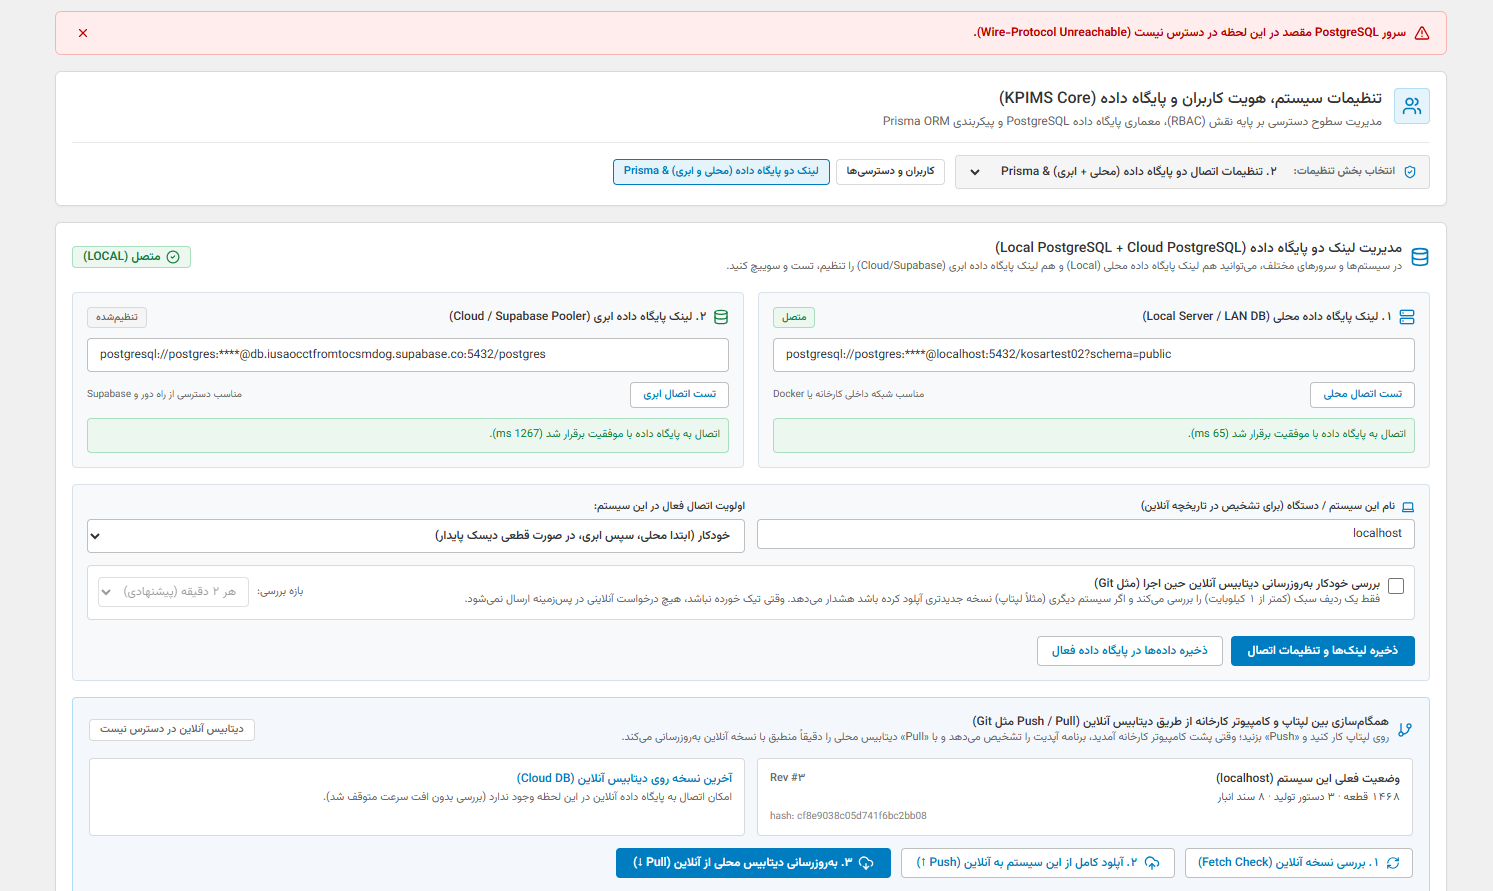 سرور PostgreSQL مقصد در این لحظه در دسترس نیست (Wire-Protocol Unreachable).
تنظیمات سیستم، هویت کاربران و پایگاه داده (KPIMS Core)
مدیریت سطوح دسترسی بر پایه نقش (RBAC)، معماری پایگاه داده PostgreSQL و پیکربندی Prisma ORM
انتخاب بخش تنظیمات:
۲. تنظیمات اتصال دو پایگاه داده (محلی + ابری) & Prisma
کاربران و دسترسی‌ها
لینک دو پایگاه داده (محلی و ابری) & Prisma
مدیریت لینک دو پایگاه داده (Local PostgreSQL + Cloud PostgreSQL)
در سیستم‌ها و سرورهای مختلف، می‌توانید هم لینک پایگاه داده محلی (Local) و هم لینک پایگاه داده ابری (Cloud/Supabase) را تنظیم، تست و سوییچ کنید.
متصل (LOCAL)
۱. لینک پایگاه داده محلی (Local Server / LAN DB)
متصل
postgresql://postgres:****@localhost:5432/kosartest02?schema=public
تست اتصال محلی
مناسب شبکه داخلی کارخانه یا Docker
اتصال به پایگاه داده با موفقیت برقرار شد (65 ms).
۲. لینک پایگاه داده ابری (Cloud / Supabase Pooler)
تنظیم‌شده
postgresql://postgres:****@db.iusaocctfromtocsmdog.supabase.co:5432/postgres
تست اتصال ابری
مناسب دسترسی از راه دور و Supabase
اتصال به پایگاه داده با موفقیت برقرار شد (1267 ms).
نام این سیستم / دستگاه (برای تشخیص در تاریخچه آنلاین)
localhost
اولویت اتصال فعال در این سیستم:
خودکار (ابتدا محلی، سپس ابری، در صورت قطعی دیسک پایدار)
بررسی خودکار به‌روزرسانی دیتابیس آنلاین حین اجرا (مثل Git)
فقط یک ردیف سبک (کمتر از ۱ کیلوبایت) را بررسی می‌کند و اگر سیستم دیگری (مثلاً لپتاپ) نسخه جدیدتری آپلود کرده باشد هشدار می‌دهد. وقتی تیک خورده نباشد، هیچ درخواست آنلاینی در پس‌زمینه ارسال نمی‌شود.
بازه بررسی:
هر ۲ دقیقه (پیشنهادی)
ذخیره لینک‌ها و تنظیمات اتصال
ذخیره داده‌ها در پایگاه داده فعال
همگام‌سازی بین لپتاپ و کامپیوتر کارخانه از طریق دیتابیس آنلاین (Push / Pull مثل Git)
روی لپتاپ کار کنید و «Push» بزنید؛ وقتی پشت کامپیوتر کارخانه آمدید، برنامه آپدیت را تشخیص می‌دهد و با «Pull» دیتابیس محلی را دقیقاً منطبق با نسخه آنلاین به‌روزرسانی می‌کند.
دیتابیس آنلاین در دسترس نیست
وضعیت فعلی این سیستم (localhost)
Rev #۳
۱۴۶۸ قطعه · ۳ دستور تولید · ۸ سند انبار
hash: cf8e9038c05d741f6bc2bb08
آخرین نسخه روی دیتابیس آنلاین (Cloud DB)
امکان اتصال به پایگاه داده آنلاین در این لحظه وجود ندارد (بررسی بدون افت سرعت متوقف شد).
۱. بررسی نسخه آنلاین (Fetch Check)
۲. آپلود کامل از این سیستم به آنلاین (Push ↑)
۳. به‌روزرسانی دیتابیس محلی از آنلاین (Pull ↓)